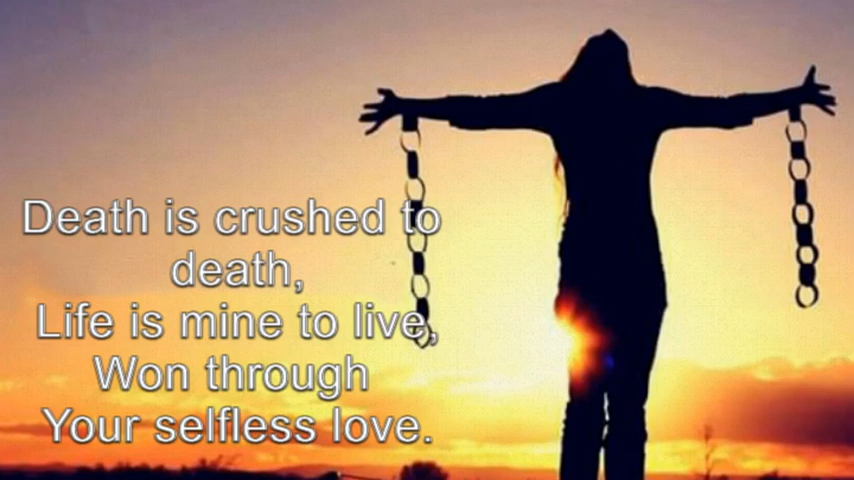 Death is crushed to
death,
Life is mine to live,
Won through
Your selfless love.